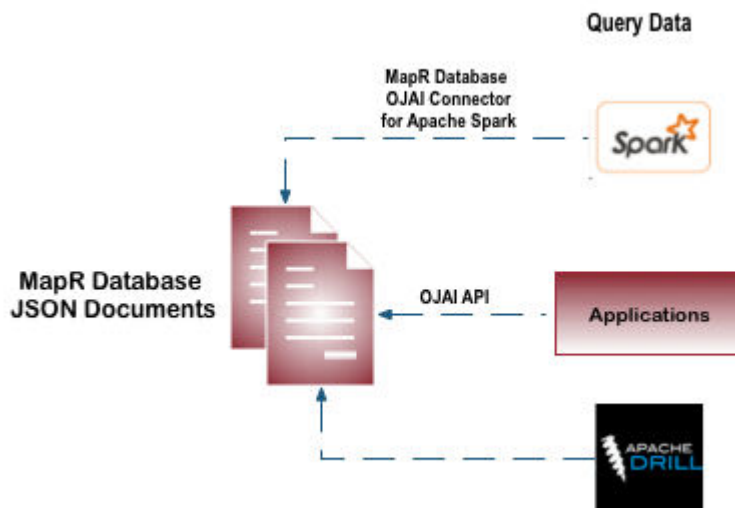 Query Data
MapR Database
OJAI Connector
for Apache Spark
Spark
MapR Database
JSON Documents
OJAI API
Applications
APACHE
DRILL